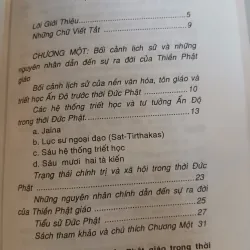 Lời Giới Thiệu.....................................5
Những Chữ Viết Tắt ..............................9
CHƯƠNG MỘT: Bối cảnh lịch sử và những
nguyên nhân dẫn đến sự ra đời của Thiền Phật
giáo
Bối cảnh lịch sử của nền văn hóa, tôn giáo và
triết học Ấn Độ trước thời Đức Phật ............10
Các hệ thống triết học và tư tưởng Ấn Độ
trong thời Đức Phật..............................13
a. Jaina
b. Lục sư ngoại đạo (Sat-Tirthakas)
c. Sáu hệ thống triết học
d. Sáu mươi hai tà kiến
Trạng thái chính trị và xã hội trong thời Đức
Phật.............................................23
Những nguyên nhân chính dẫn đến sự ra đời
của Thiền Phật giáo..............................25
Tiểu sử Đức Phật ................................27
Sách tham khảo và chú thích Chương Một 31
Phật giáo trong thời